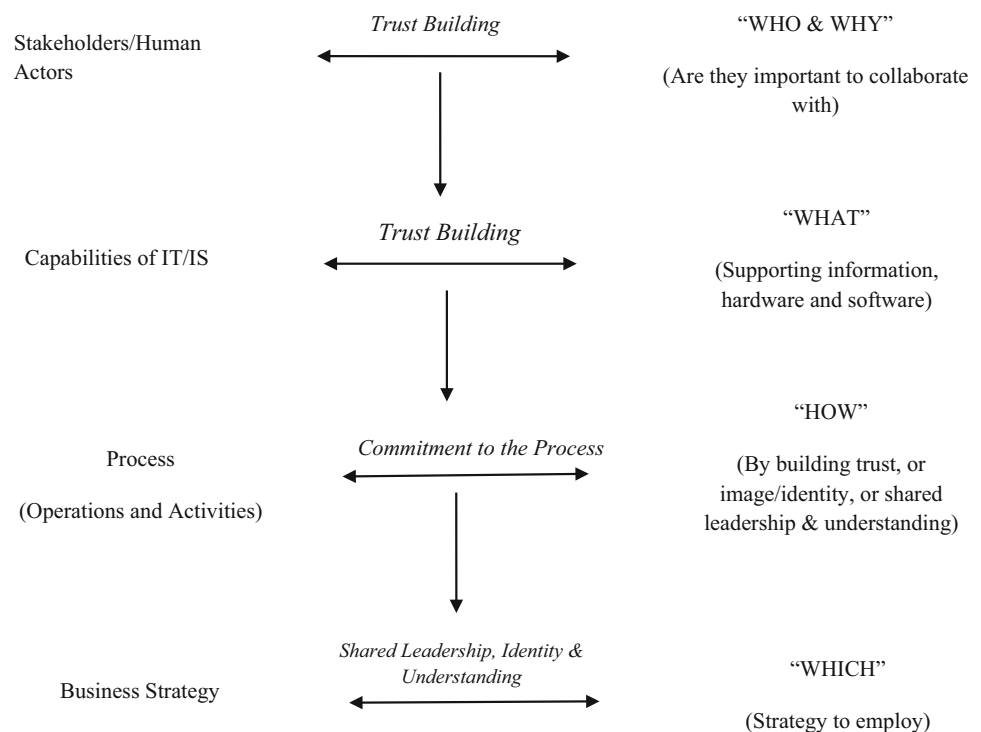 Stakeholders/Human
Actors
Trust Building
“WHO & WHY”
(Are they important to collaborate
with)
Capabilities of IT/IS
Trust Building
“WHAT”
(Supporting information,
hardware and software)
Process
(Operations and Activities)
Commitment to the Process
“HOW”
(By building trust, or
image/identity, or shared
leadership & understanding)
Business Strategy
Shared Leadership, Identity &
Understanding
“WHICH”
(Strategy to employ)